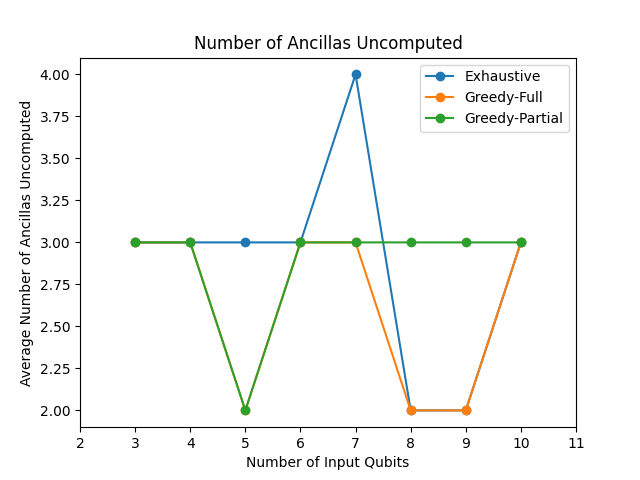 Number of Ancillas Uncomputed
Exhaustive
Greedy-Full
Greedy-Partial
Average Number of Ancillas Uncomputed
4.00
3.75
3.50
3.25
3.00
2.75
2.50
2.25
2.00
2 3 4 5 6 7 8 9 10 11
Number of Input Qubits